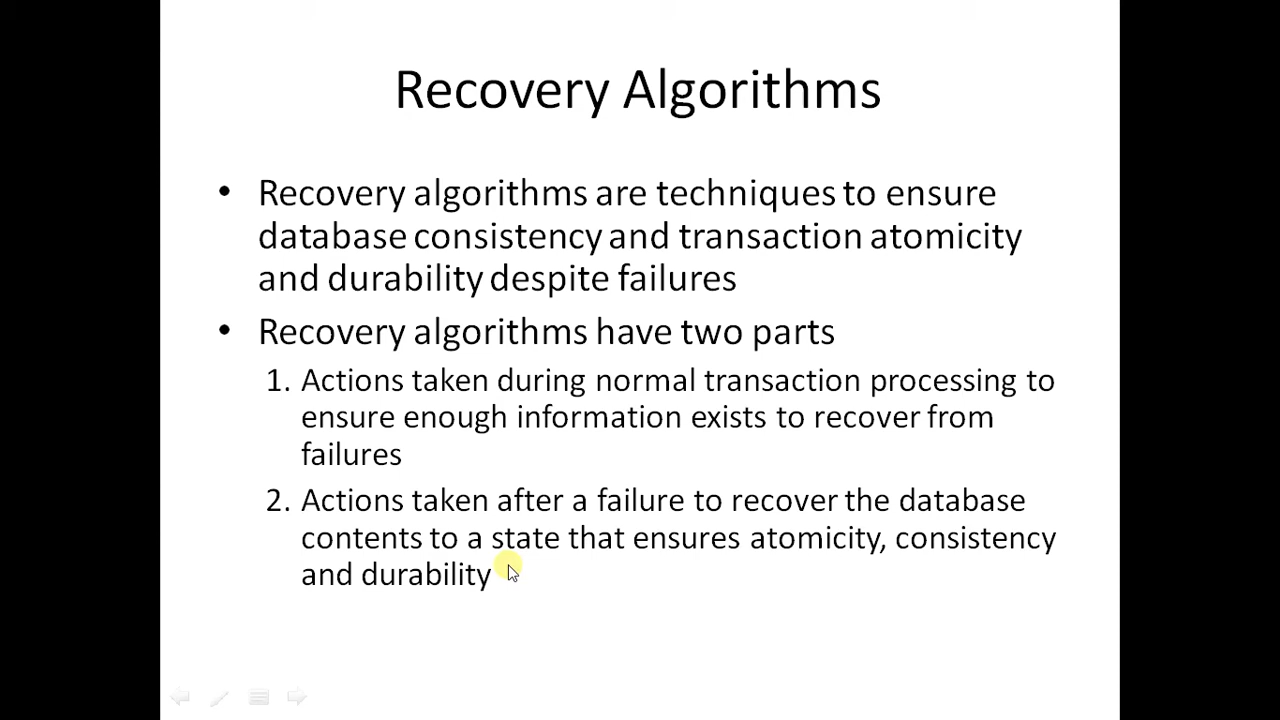 Recovery Algorithms
• Recovery algorithms are techniques to ensure
database consistency and transaction atomicity
and durability despite failures
• Recovery algorithms have two parts
1. Actions taken during normal transaction processing to
ensure enough information exists to recover from
failures
2. Actions taken after a failure to recover the database
contents to a state that ensures atomicity, consistency
and durability